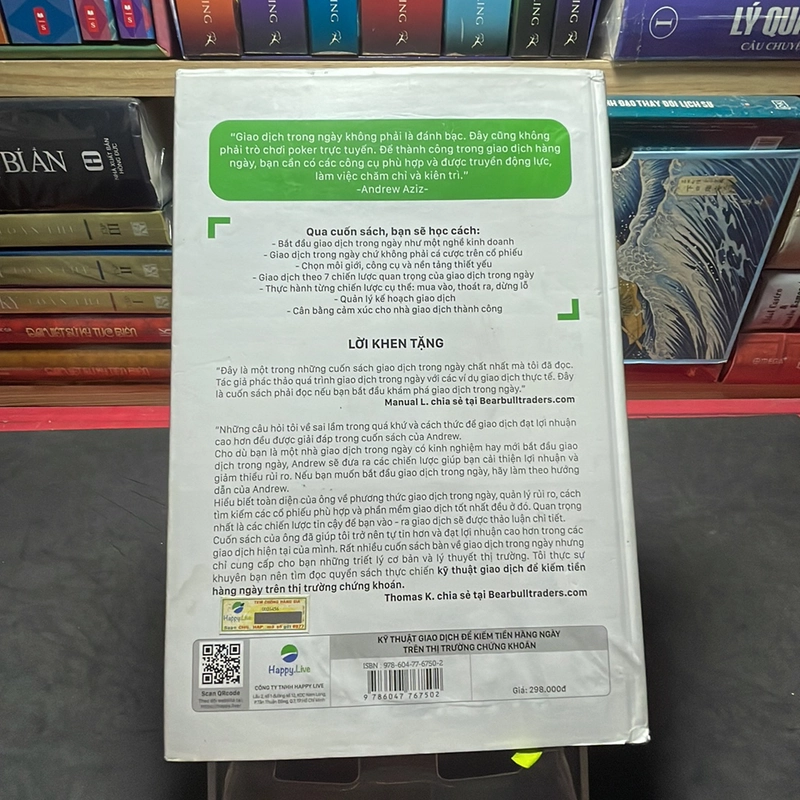 BÍ ẨN
LÝ QU
CÂU CHUYỆ
"Giao dịch trong ngày không phải là đánh bạc. Đây cũng không
phải trò chơi poker trực tuyến. Để thành công trong giao dịch hàng
ngày, bạn cần có các công cụ phù hợp và được truyền động lực,
làm việc chăm chỉ và kiên trì."
-Andrew Aziz-
Qua cuốn sách, bạn sẽ học cách:
- Bắt đầu giao dịch trong ngày như một nghề kinh doanh
- Giao dịch trong ngày chứ không phải cá cược trên cổ phiếu
- Chọn môi giới, công cụ và nền tảng thiết yếu
- Giao dịch theo 7 chiến lược quan trọng của giao dịch trong ngày
- Thực hành từng chiến lược cụ thể: mua vào, thoát ra, dừng lỗ
- Quản lý kế hoạch giao dịch
- Cân bằng cảm xúc cho nhà giao dịch thành công
LỜI KHEN TẶNG
"Đây là một trong những cuốn sách giao dịch trong ngày chất nhất mà tôi đã đọc.
Tác giả phác thảo quá trình giao dịch trong ngày với các ví dụ giao dịch thực tế. Đây
là cuốn sách phải đọc nếu bạn bắt đầu khám phá giao dịch trong ngày."
Manual L. chia sẻ tại Bearbulltraders.com
"Những câu hỏi tôi về sai lầm trong quá khứ và cách thức để giao dịch đạt lợi nhuận
cao hơn đều được giải đáp trong cuốn sách của Andrew.
Cho dù bạn là một nhà giao dịch trong ngày có kinh nghiệm hay mới bắt đầu giao
dịch trong ngày, Andrew sẽ đưa ra các chiến lược giúp bạn cải thiện lợi nhuận và
giảm thiểu rủi ro. Nếu bạn muốn bắt đầu giao dịch trong ngày, hãy làm theo hướng
dẫn của Andrew.
Hiểu biết toàn diện của ông về phương thức giao dịch trong ngày, quản lý rủi ro, cách
tìm kiếm các cổ phiếu phù hợp và phần mềm giao dịch tốt nhất đều ở đó. Quan trọng
nhất là các chiến lược tin cậy để bạn vào - ra giao dịch sẽ được thảo luận chi tiết.
Cuốn sách của ông đã giúp tôi trở nên tự tin hơn và đạt lợi nhuận cao hơn trong các
giao dịch hiện tại của mình. Rất nhiều cuốn sách bàn về giao dịch trong ngày nhưng
chỉ cung cấp cho bạn những triết lý cơ bản và lý thuyết thị trường. Tôi thực sự
khuyên bạn nên tìm đọc quyển sách thực chiến kỹ thuật giao dịch để kiếm tiền
hàng ngày trên thị trường chứng khoán.
Thomas K. chia sẻ tại Bearbulltraders.com
TEM CHỐNG HÀNG GIẢ
Happy.Live
Scan QRcode
Happy.Live
CÔNG TY TNHH HAPPY LIVE
KỸ THUẬT GIAO DỊCH ĐỂ KIẾM TIỀN HÀNG NGÀY
TRÊN THỊ TRƯỜNG CHỨNG KHOÁN
ISBN : 978-604-77-6750-2
9 786047 767502
Giá: 298.000đ